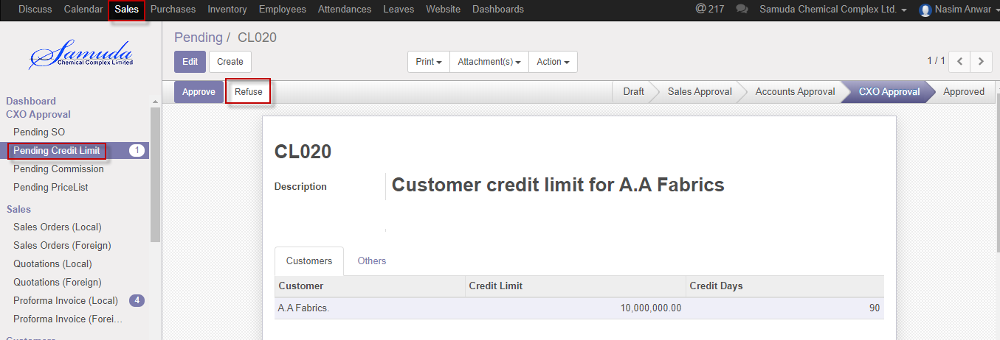 Discuss Calendar Sales Purchases Inventory Employees Attendances Leaves Website Dashboards @ 217 Samuda Chemical Complex Ltd. Nasim Anwar
Samuda
Chemical Complex Limited
Pending / CL020
Edit Create Print Attachment(s) Action 1 / 1
Approve Refuse Draft Sales Approval Accounts Approval CXO Approval Approved
Dashboard
CXO Approval
Pending SO
Pending Credit Limit 1
Pending Commission
Pending PriceList
Sales
Sales Orders (Local)
Sales Orders (Foreign)
Quotations (Local)
Quotations (Foreign)
Proforma Invoice (Local) 4
Proforma Invoice (Forei...
Customers
CL020
Description Customer credit limit for A.A Fabrics
Customers Others
Customer Credit Limit Credit Days
A.A Fabrics. 10,000,000.00 90